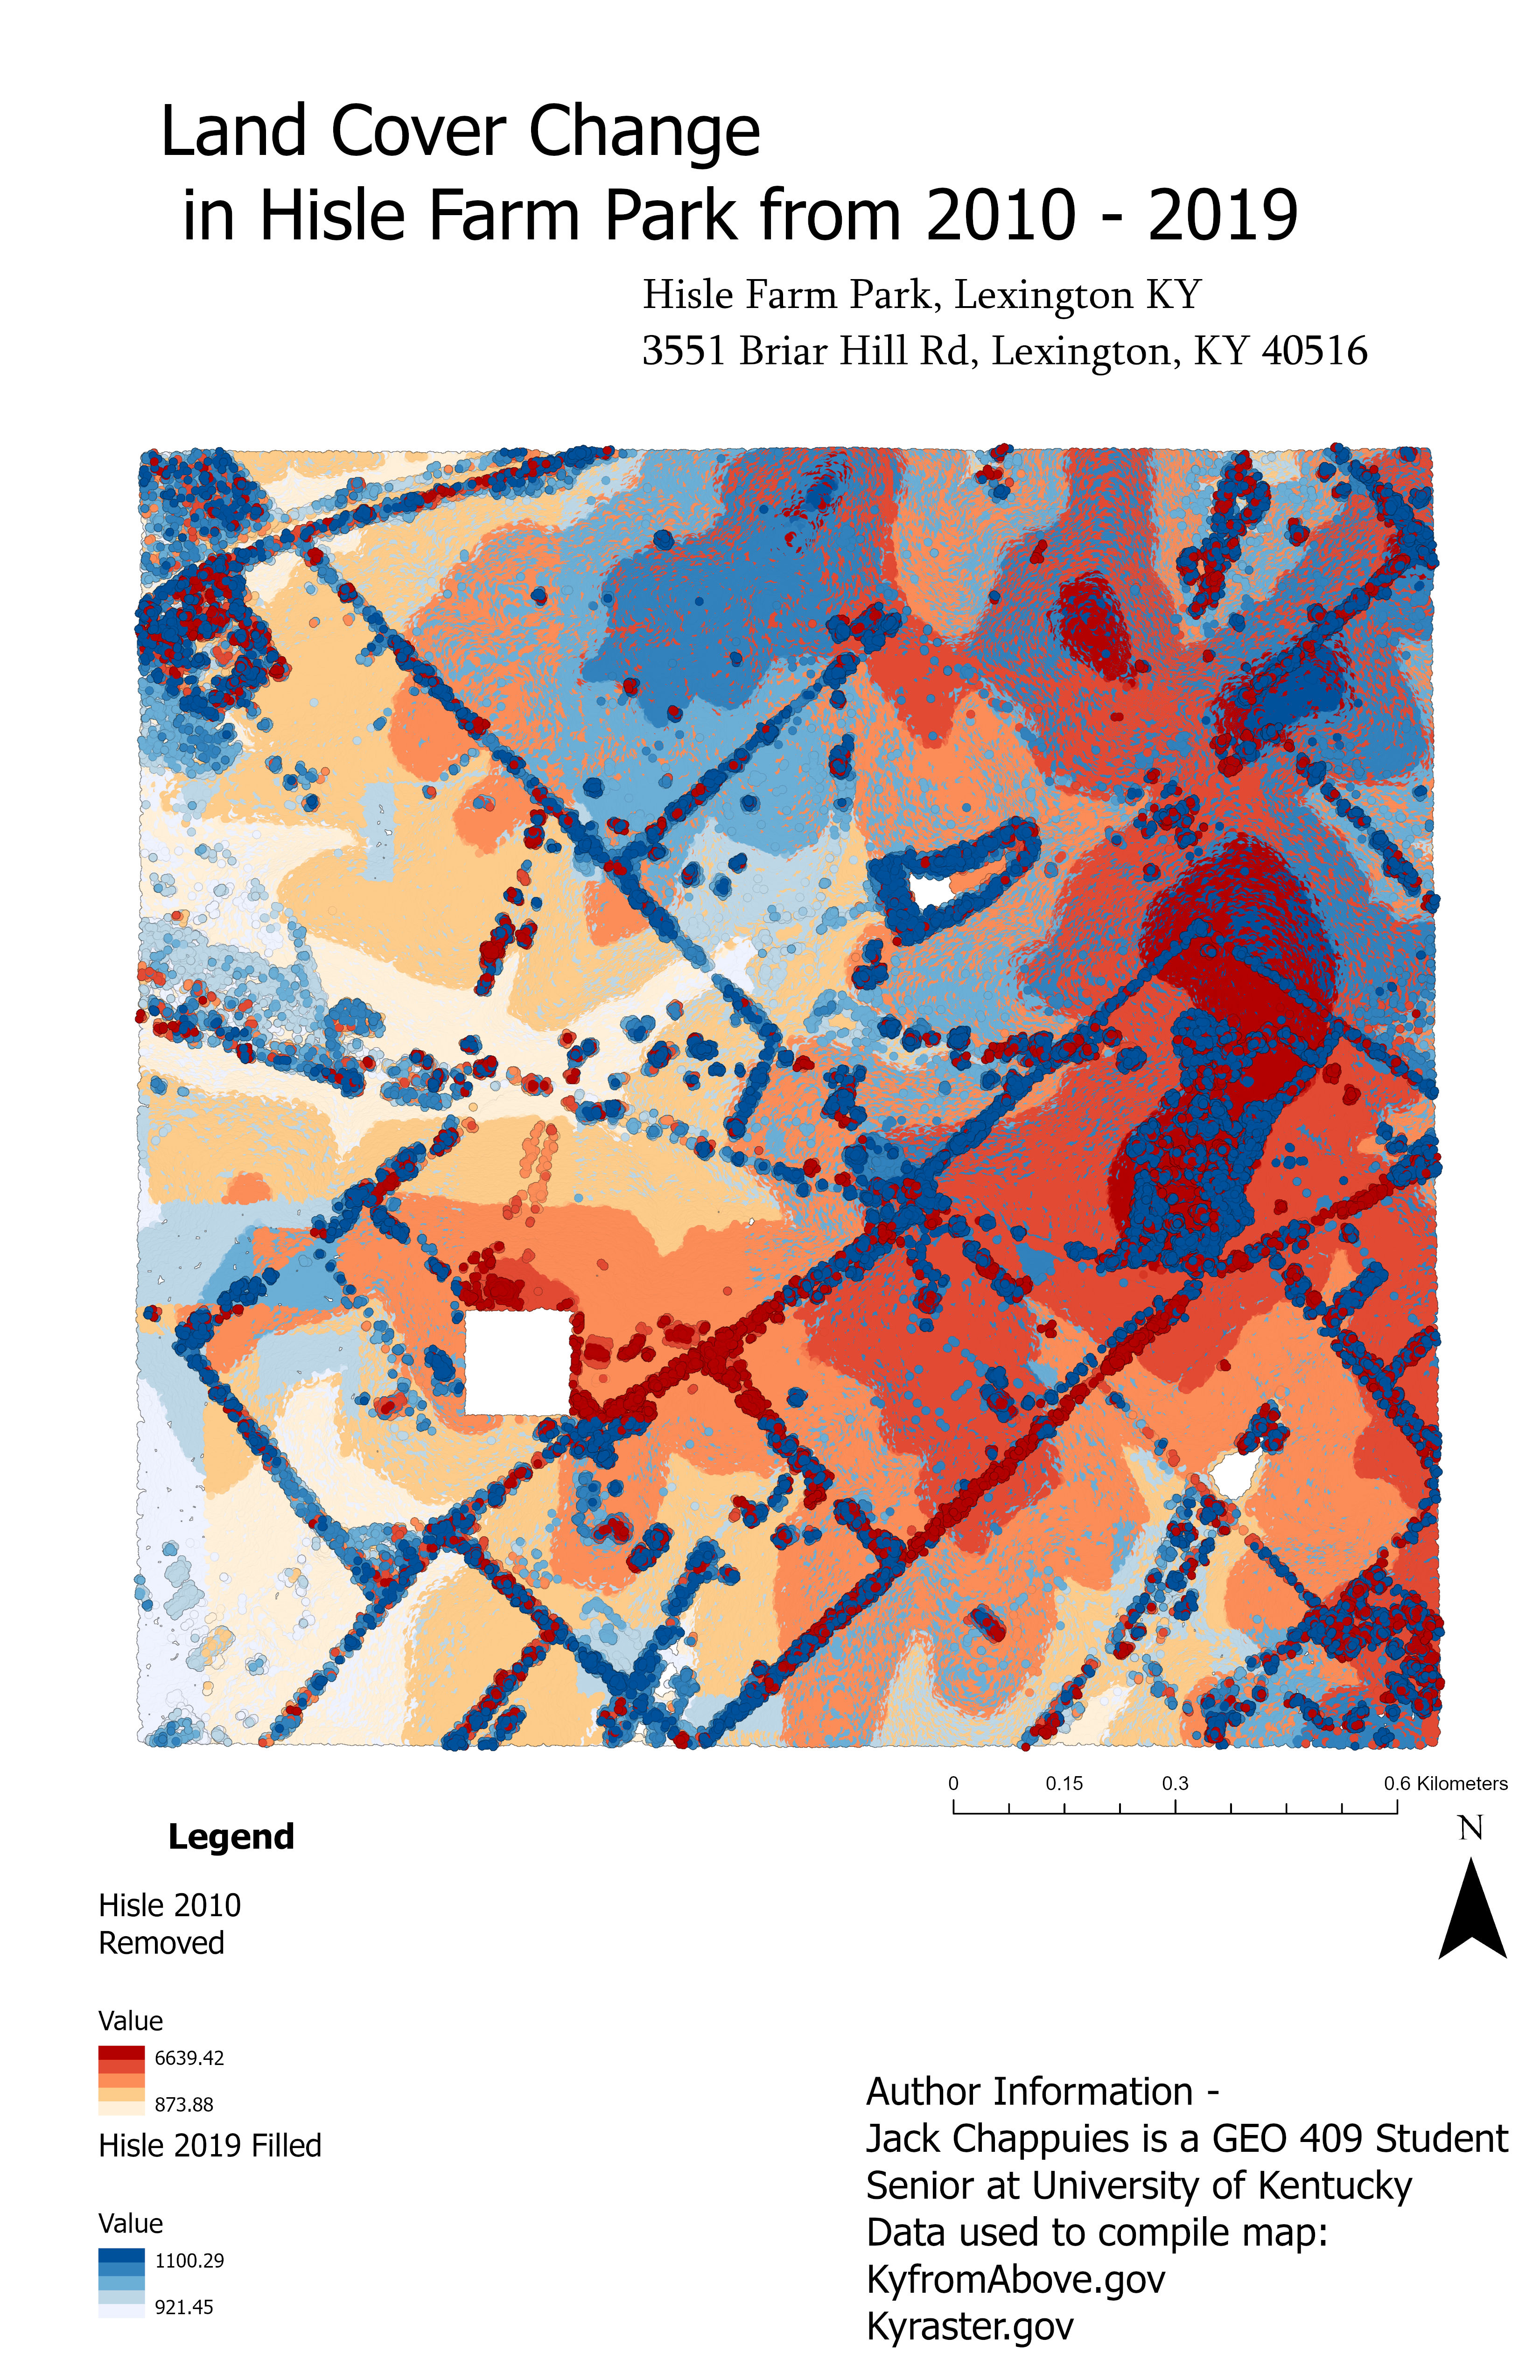 Land Cover Change
in Hisle Farm Park from 2010 - 2019
Hisle Farm Park, Lexington KY
3551 Briar Hill Rd, Lexington, KY 40516
0 0.15 0.3 0.6 Kilometers
N
Legend
Hisle 2010
Removed
Value
6639.42
873.88
Hisle 2019 Filled
Value
1100.29
921.45
Author Information -
Jack Chappuies is a GEO 409 Student
Senior at University of Kentucky
Data used to compile map:
KyfromAbove.gov
Kyraster.gov